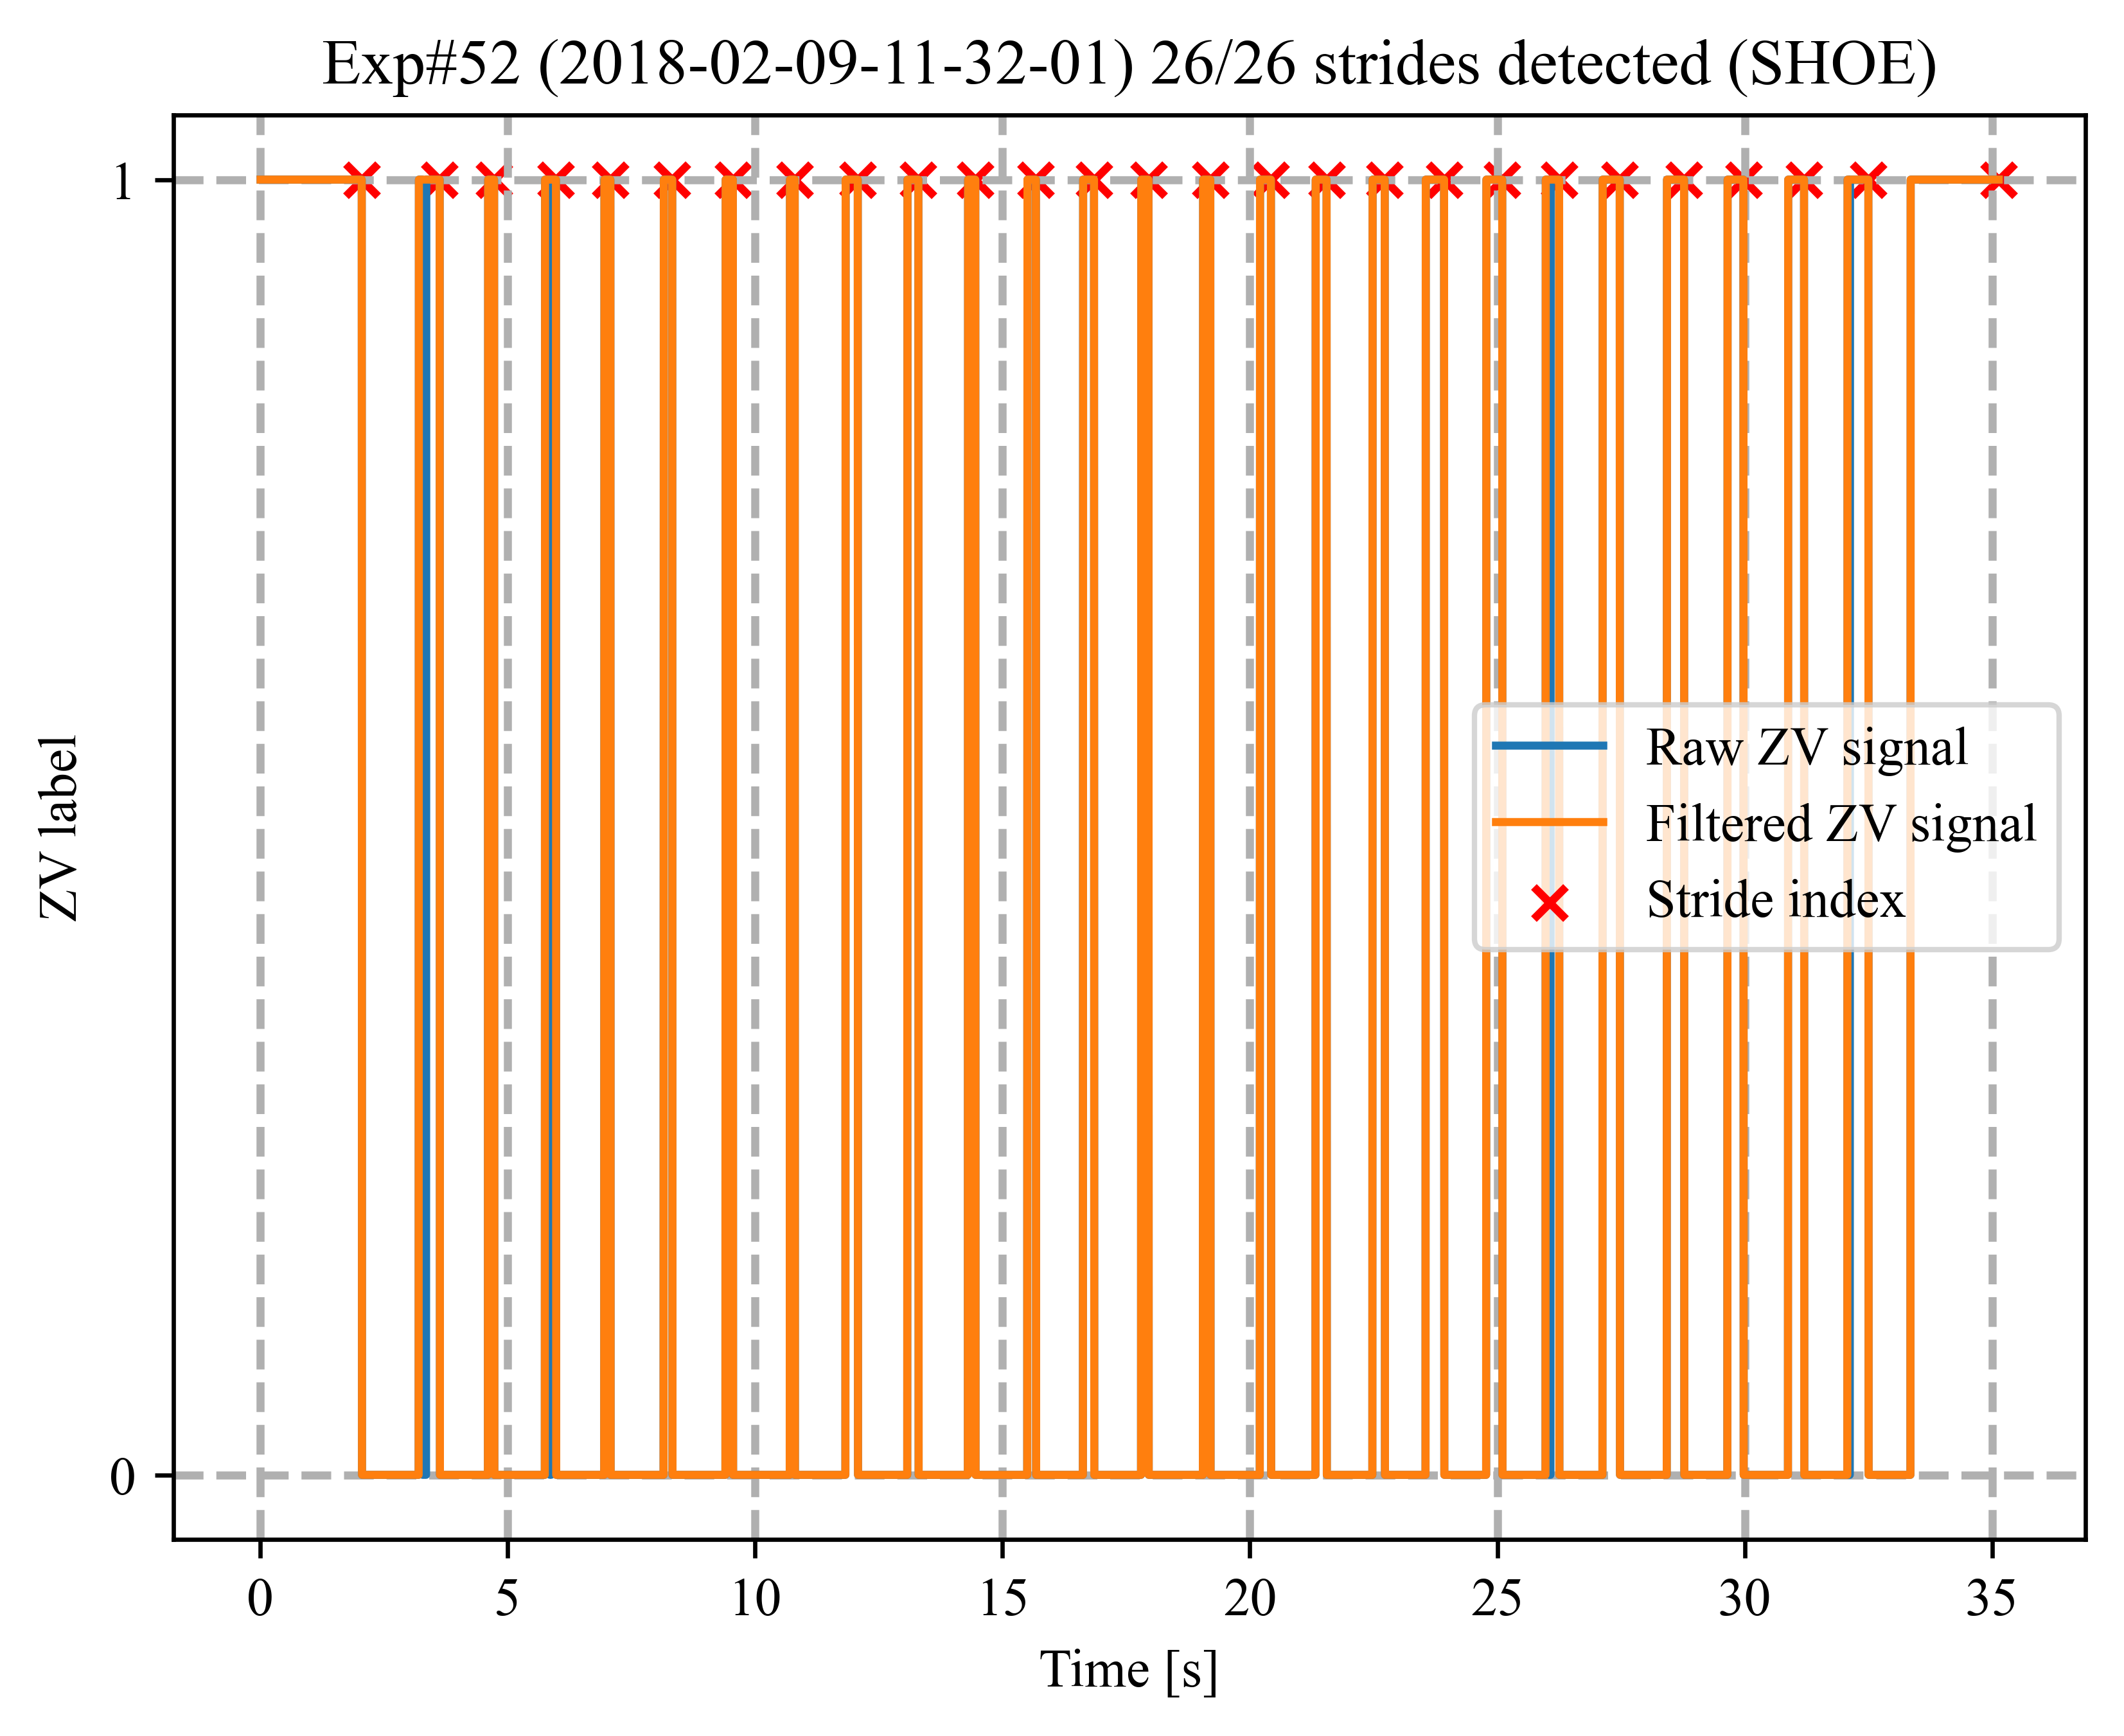 Exp#52 (2018-02-09-11-32-01) 26/26 strides detected (SHOE)
1
ZV label
Raw ZV signal
Filtered ZV signal
Stride index
0
0 5 10 15 20 25 30 35
Time [s]